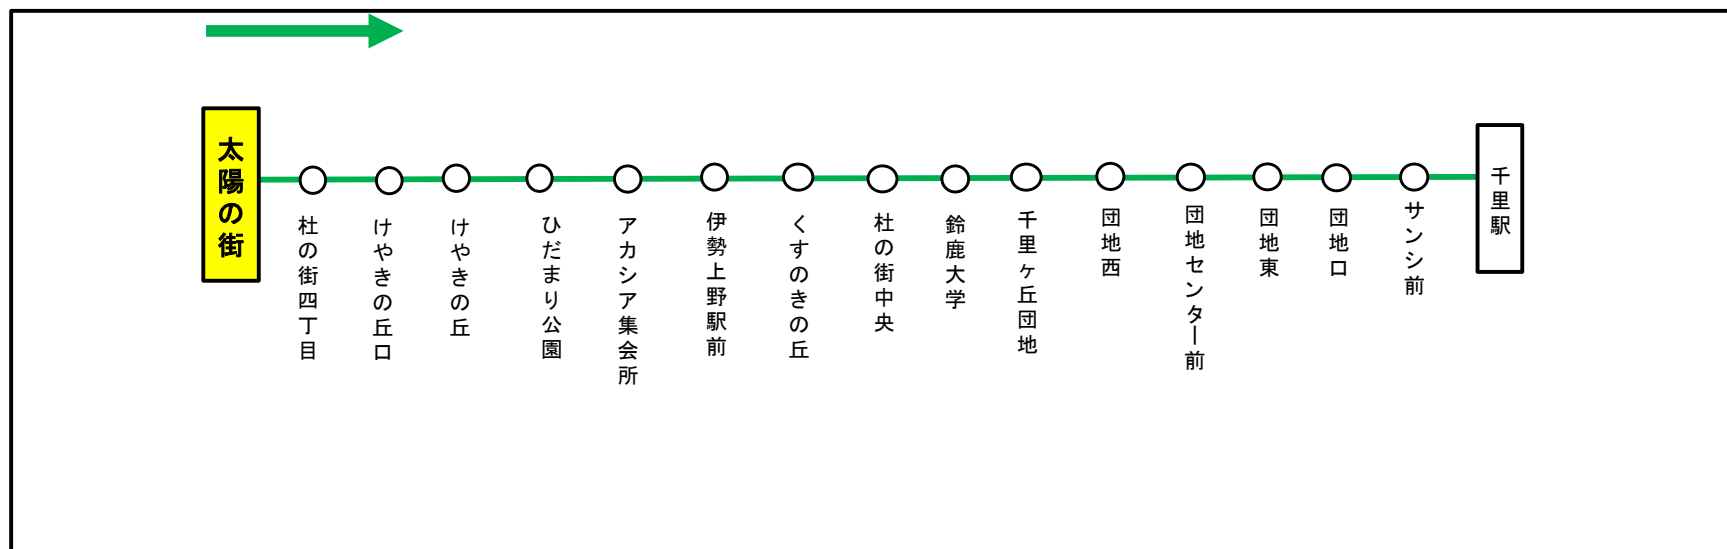 太陽の街
杜の街四丁目
けやきの丘口
けやきの丘
ひだまり公園
アカシア集会所
伊勢上野駅前
くすのきの丘
杜の街中央
鈴鹿大学
千里ヶ丘団地
団地西
団地センター前
団地東
団地口
サンシ前
千里駅